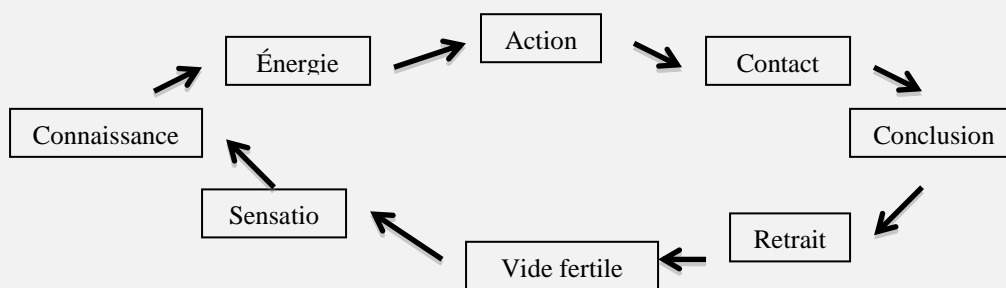 Action
Énergie
Contact
Connaissance
Conclusion
Sensatio
Retrait
Vide fertile